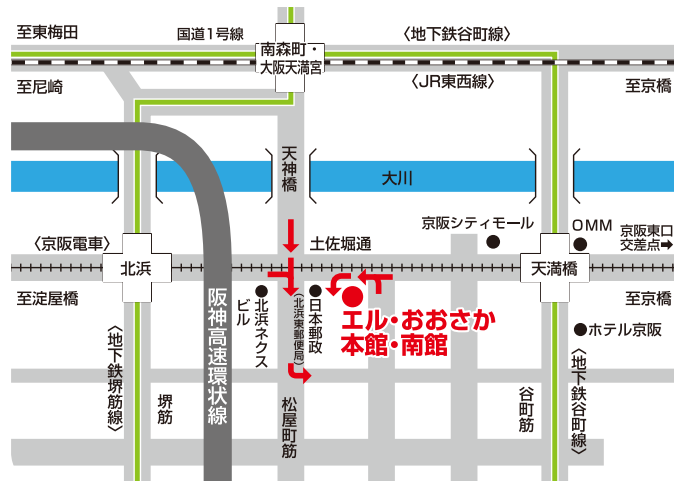 至東梅田
国道1号線
南森町・
大阪天満宮
〈地下鉄谷町線〉
至尼崎
〈JR東西線〉
至京橋
天神橋
大川
京阪シティモール
OMM
京阪東口
交差点➡
〈京阪電車〉
土佐堀通
北浜
天満橋
至淀屋橋
至京橋
阪神高速環状線
北浜ネクス
ビル
日本郵政
(北浜東郵便局)
エル・おおさか
本館・南館
ホテル京阪
〈地下鉄堺筋線〉
堺筋
松屋町筋
谷町筋
〈地下鉄谷町線〉